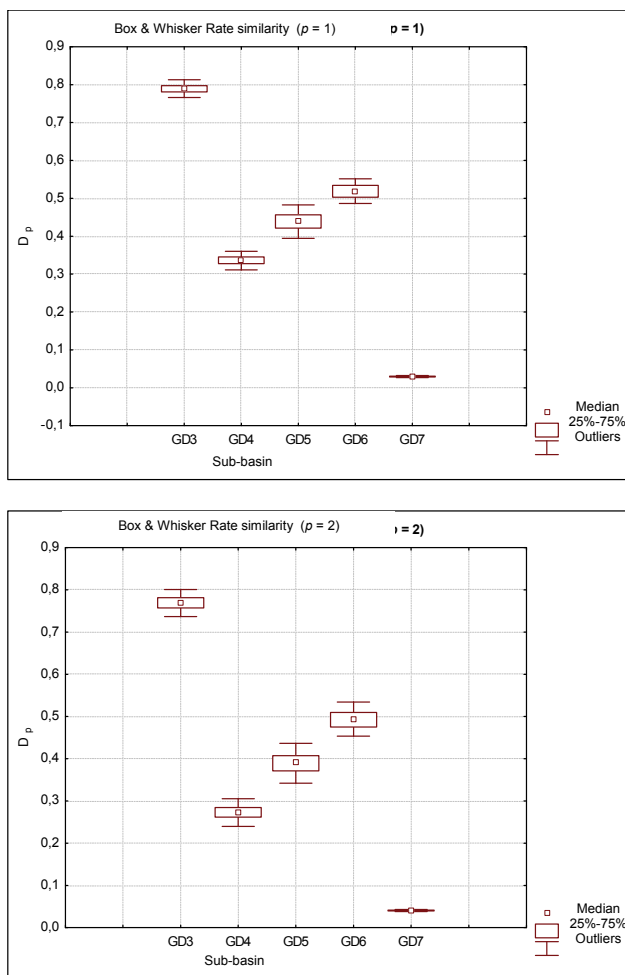 Box & Whisker Rate similarity (p = 1) p = 1)
0,9
0,8
0,7
0,6
0,5
0,4
0,3
0,2
0,1
0,0
-0,1
D p
GD3 GD4 GD5 GD6 GD7
Sub-basin
Median
25%-75%
Outliers
Box & Whisker Rate similarity (p = 2) p = 2)
0,9
0,8
0,7
0,6
0,5
0,4
0,3
0,2
0,1
0,0
D p
GD3 GD4 GD5 GD6 GD7
Sub-basin
Median
25%-75%
Outliers